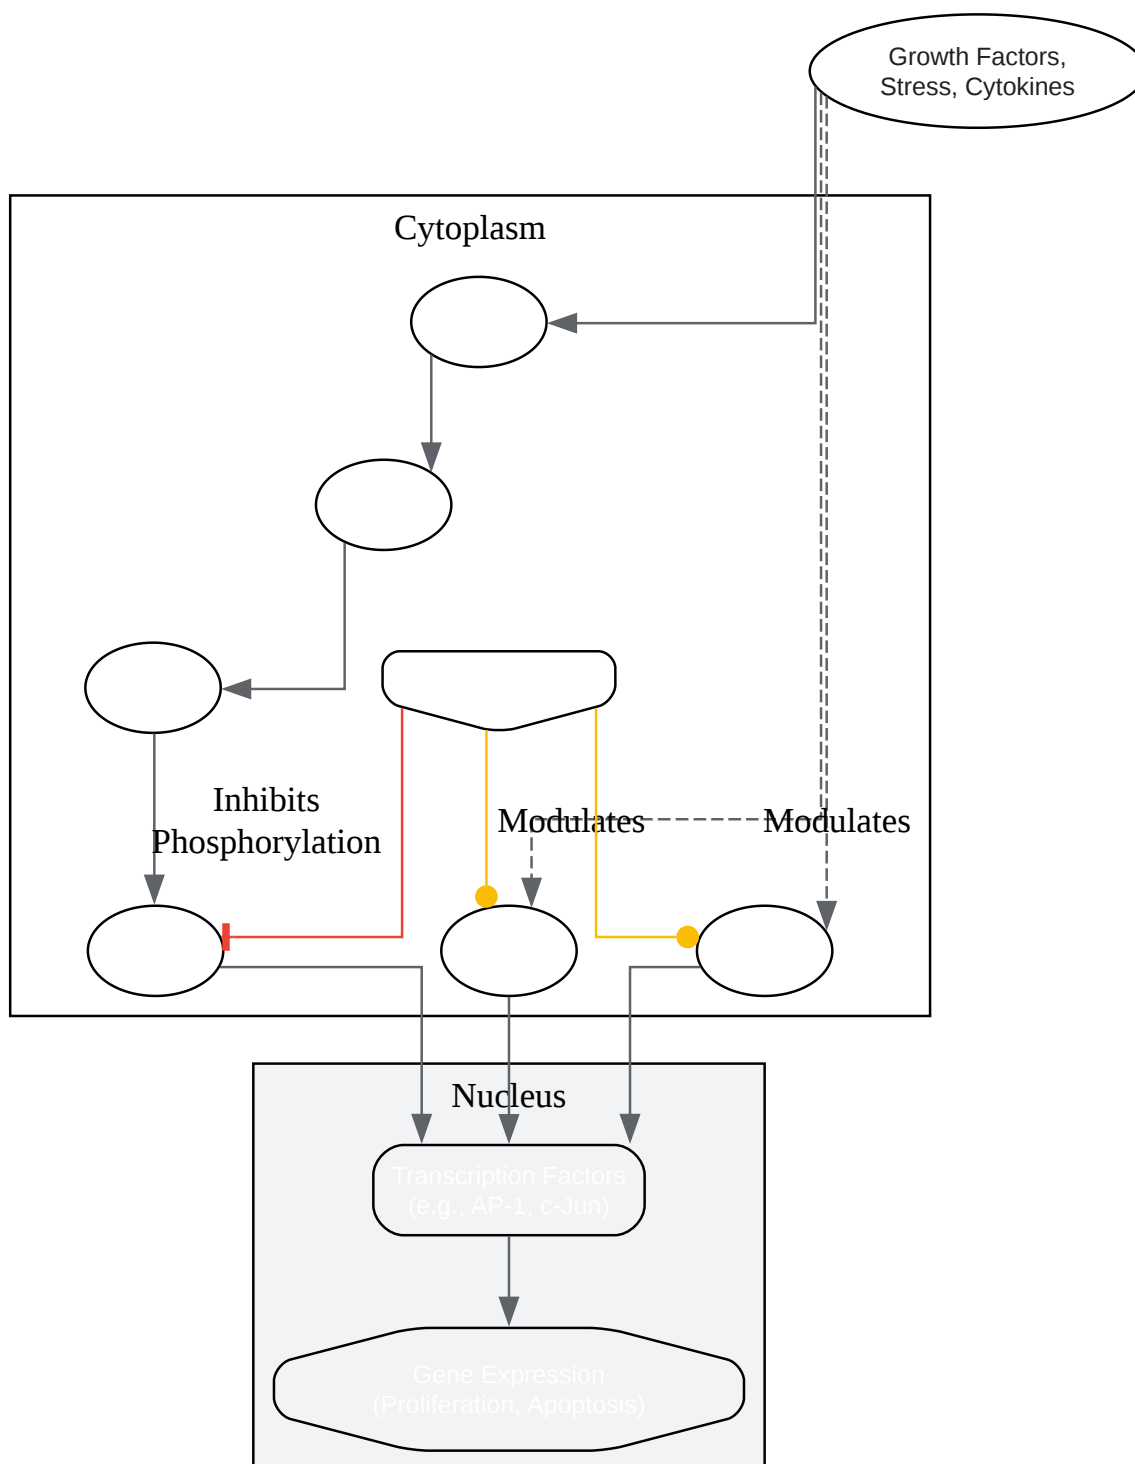 Growth Factors,
Stress, Cytokines
Cytoplasm
Inhibits
Phosphorylation
Modulates
Modulates
Nucleus
Transcription Factors
(e.g., AP-1, c-Jun)
Gene Expression
(Proliferation, Apoptosis)